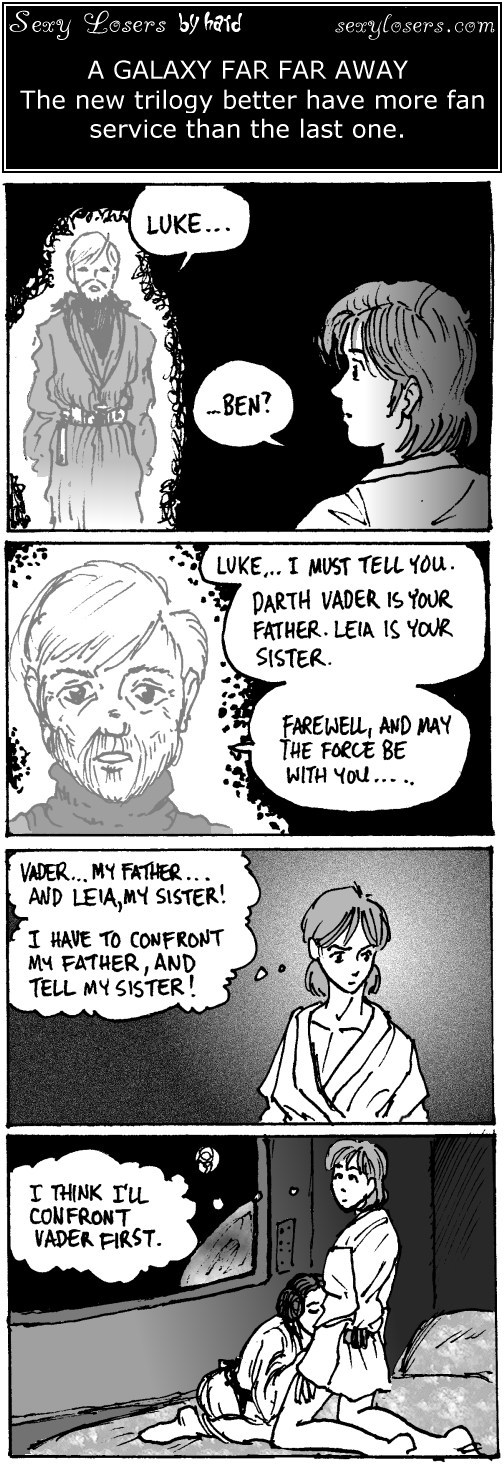 Sexy Losers by hard
sexylosers.com
A GALAXY FAR FAR AWAY
The new trilogy better have more fan
service than the last one.
LUKE...
...BEN?
LUKE... I MUST TELL YOU.
DARTH VADER IS YOUR
FATHER. LEIA IS YOUR
SISTER.
FAREWELL, AND MAY
THE FORCE BE
WITH YOU.....
VADER... MY FATHER...
AND LEIA, MY SISTER!
I HAVE TO CONFRONT
MY FATHER, AND
TELL MY SISTER!
I THINK I'LL
CONFRONT
VADER FIRST.